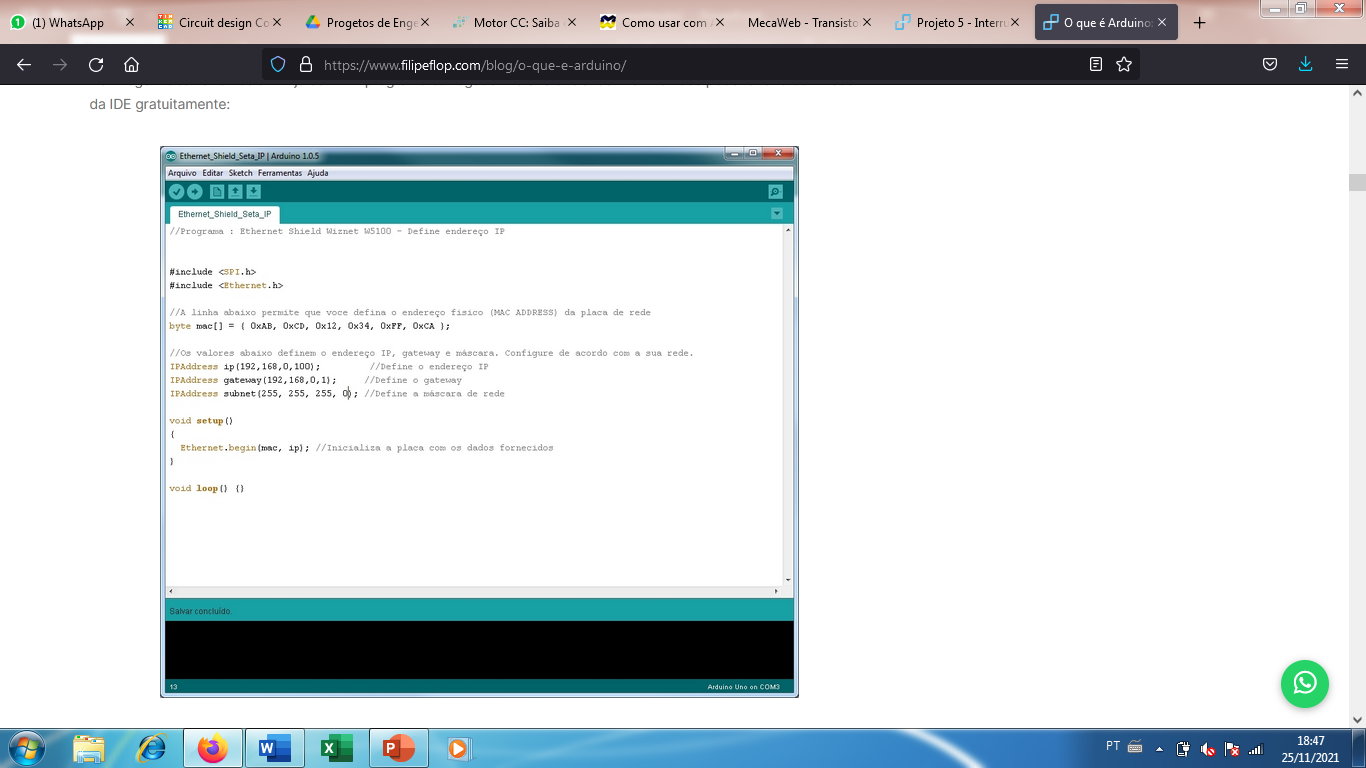 (1) WhatsApp
Circuit design Co
Progetos de Enge
Motor CC: Saiba
Como usar com A
MecaWeb - Transisto
Projeto 5 - Interru
O que é Arduino:
https://www.filipeflop.com/blog/o-que-e-arduino/
da IDE gratuitamente:
Ethernet_Shield_Seta_IP | Arduino 1.0.5
Arquivo Editar Sketch Ferramentas Ajuda
Ethernet_Shield_Seta_IP
//Programa : Ethernet Shield Wiznet W5100 - Define endereço IP
#include <SPI.h>
#include <Ethernet.h>
//A linha abaixo permite que voce defina o endereço fisico (MAC ADDRESS) da placa de rede
byte mac[] = { 0xAB, 0xCD, 0x12, 0x34, 0xFF, 0xCA };
//Os valores abaixo definem o endereço IP, gateway e máscara. Configure de acordo com a sua rede.
IPAddress ip(192,168,0,100); //Define o endereço IP
IPAddress gateway(192,168,0,1); //Define o gateway
IPAddress subnet(255, 255, 255, 0); //Define a máscara de rede
void setup()
{
Ethernet.begin(mac, ip); //Inicializa a placa com os dados fornecidos
}
void loop() {}
Salvar concluído.
13
Arduino Uno on COM3
PT
18:47
25/11/2021